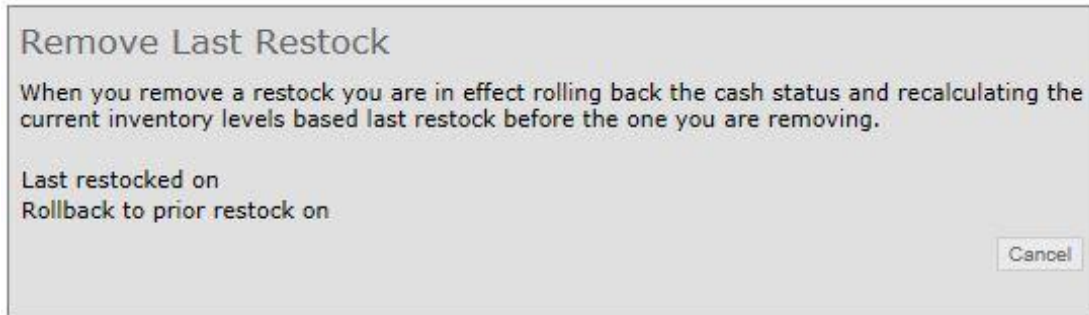 Remove Last Restock
When you remove a restock you are in effect rolling back the cash status and recalculating the
current inventory levels based last restock before the one you are removing.
Last restocked on
Rollback to prior restock on
Cancel